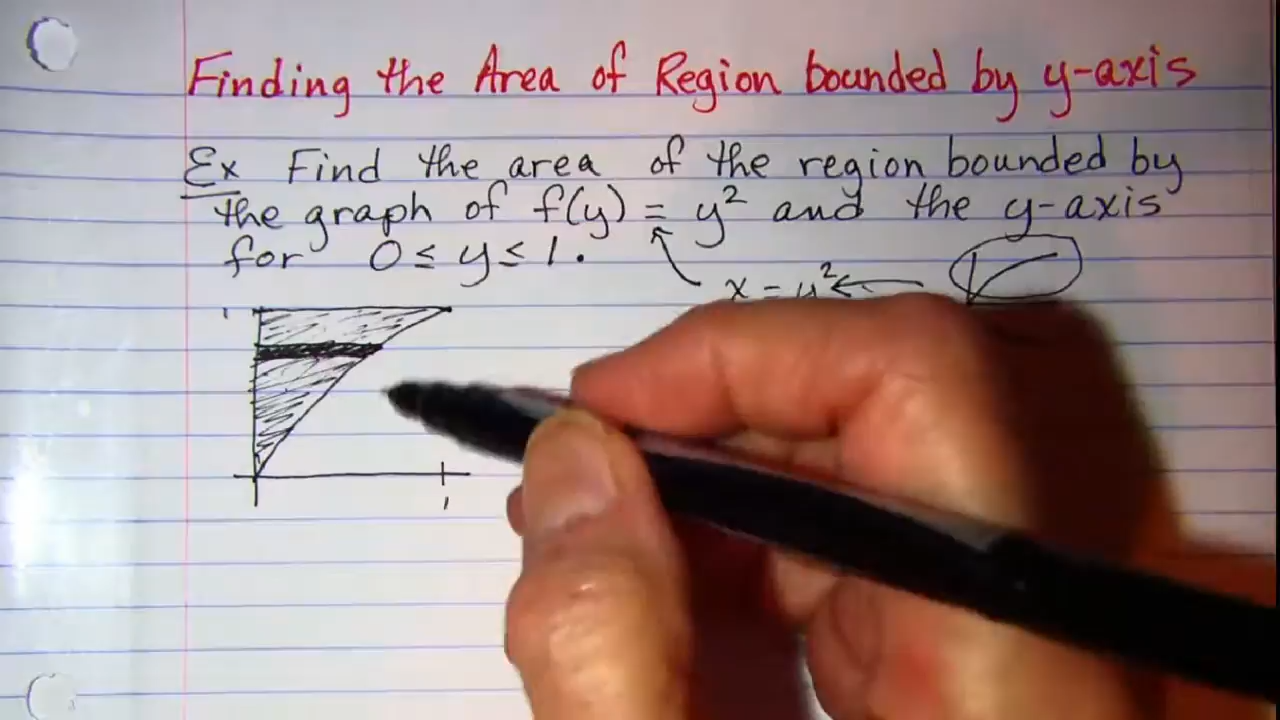 Finding the Area of Region bounded by y-axis
Ex Find the area of the region bounded by
the graph of f(y) = y² and the y-axis
for 0 ≤ y ≤ 1.
x = y²
1
1